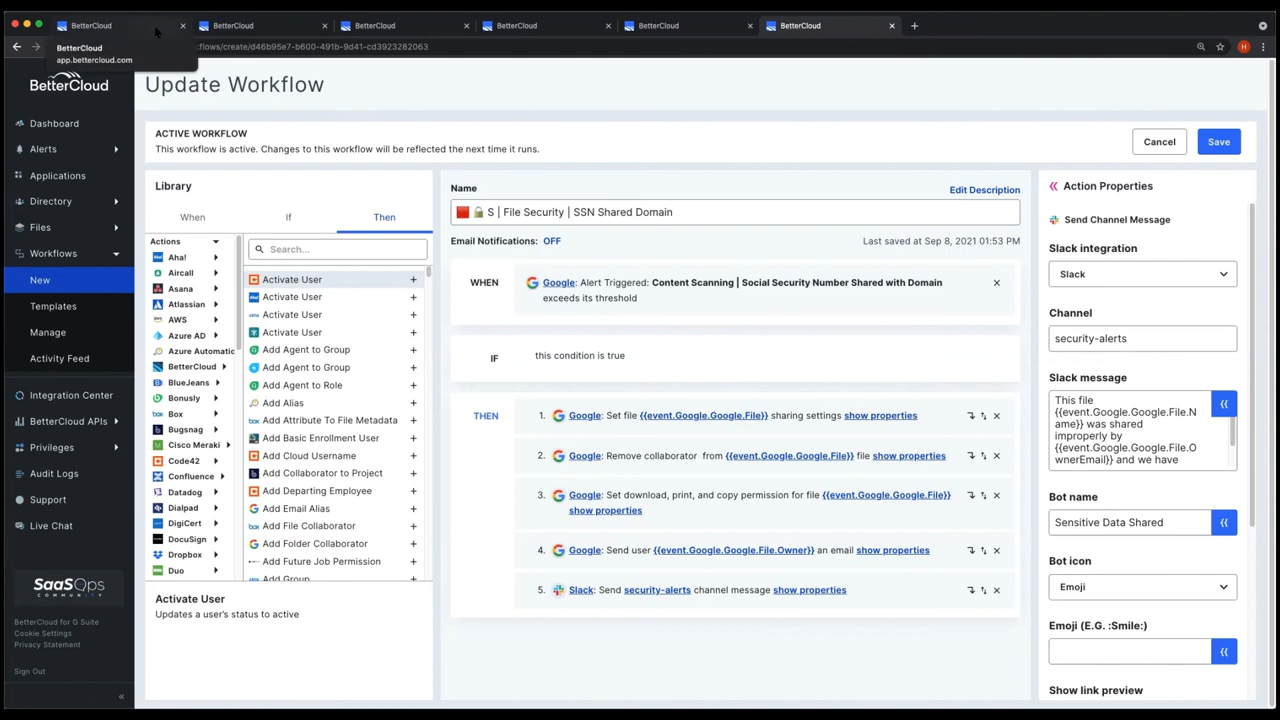 BetterCloud
BetterCloud
BetterCloud
BetterCloud
BetterCloud
BetterCloud
BetterCloud
app.bettercloud.com
flows/create/d46b95e7-b600-491b-9d41-cd3923282063
H
BetterCloud
Dashboard
Alerts
Applications
Directory
Files
Workflows
New
Templates
Manage
Activity Feed
Integration Center
BetterCloud APIs
Privileges
Audit Logs
Support
Live Chat
SaaSOps
COMMUNITY
BetterCloud for G Suite
Cookie Settings
Privacy Statement
Sign Out
Update Workflow
ACTIVE WORKFLOW
This workflow is active. Changes to this workflow will be reflected the next time it runs.
Cancel
Save
Library
When
If
Then
Actions
Aha!
Aircall
Asana
Atlassian
AWS
Azure AD
Azure Automatic
BetterCloud
BlueJeans
Bonusly
Box
Bugsnag
Cisco Meraki
Code42
Confluence
Datadog
Dialpad
DigiCert
DocuSign
Dropbox
Duo
Search...
Activate User
Activate User
Activate User
Activate User
Add Agent to Group
Add Agent to Group
Add Agent to Role
Add Alias
Add Attribute To File Metadata
Add Basic Enrollment User
Add Cloud Username
Add Collaborator to Project
Add Departing Employee
Add Email Alias
Add File Collaborator
Add Folder Collaborator
Add Future Job Permission
Add Group
Activate User
Updates a user's status to active
Name
Edit Description
S | File Security | SSN Shared Domain
Email Notifications: OFF
Last saved at Sep 8, 2021 01:53 PM
WHEN
Google: Alert Triggered: Content Scanning | Social Security Number Shared with Domain
exceeds its threshold
IF
this condition is true
THEN
1. Google: Set file {{event.Google.Google.File}} sharing settings show properties
2. Google: Remove collaborator from {{event.Google.Google.File}} file show properties
3. Google: Set download, print, and copy permission for file {{event.Google.Google.File}}
show properties
4. Google: Send user {{event.Google.Google.File.Owner}} an email show properties
5. Slack: Send security-alerts channel message show properties
Action Properties
Send Channel Message
Slack integration
Slack
Channel
security-alerts
Slack message
This file
{{event.Google.Google.File.N
ame}} was shared
improperly by
{{event.Google.Google.File.O
wnerEmail}} and we have
{{
Bot name
Sensitive Data Shared
{{
Bot icon
Emoji
Emoji (E.G. :Smile:)
{{
Show link preview